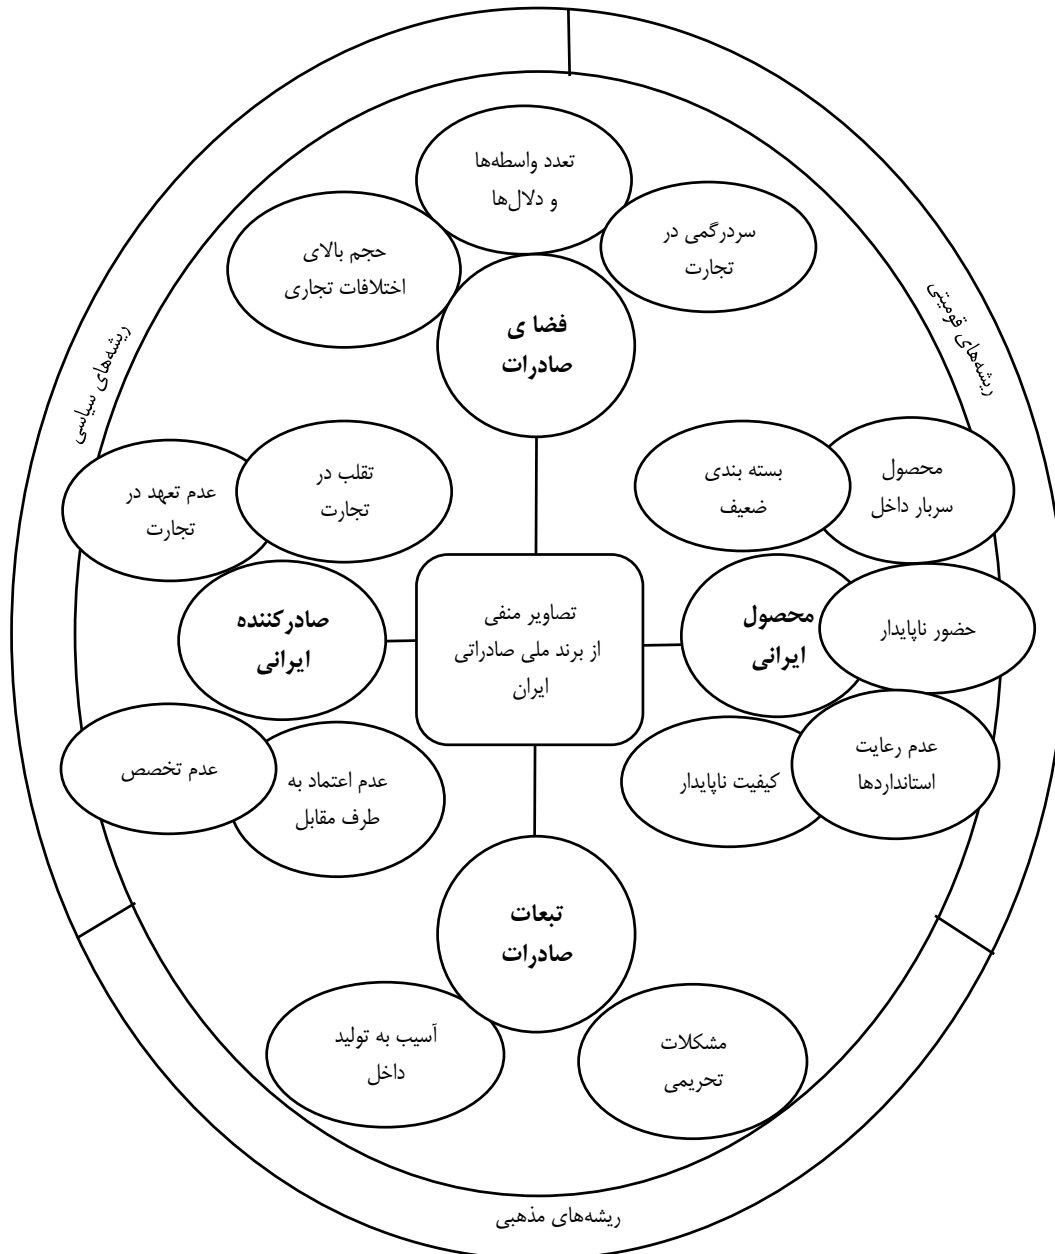 تعدد واسطه‌ها
و دلال‌ها
سردرگمی در
تجارت
حجم بالای
اختلافات تجاری
فضا ی
صادرات
ریشه‌های قومیتی
ریشه‌های سیاسی
محصول
سربار داخل
بسته بندی
ضعیف
تقلب در
تجارت
عدم تعهد در
تجارت
محصول
ایرانی
حضور ناپایدار
تصاویر منفی
از برند ملی صادراتی
ایران
صادرکننده
ایرانی
عدم رعایت
استانداردها
کیفیت ناپایدار
عدم اعتماد به
طرف مقابل
عدم تخصص
تبعات
صادرات
مشکلات
تحریمی
آسیب به تولید
داخل
ریشه‌های مذهبی